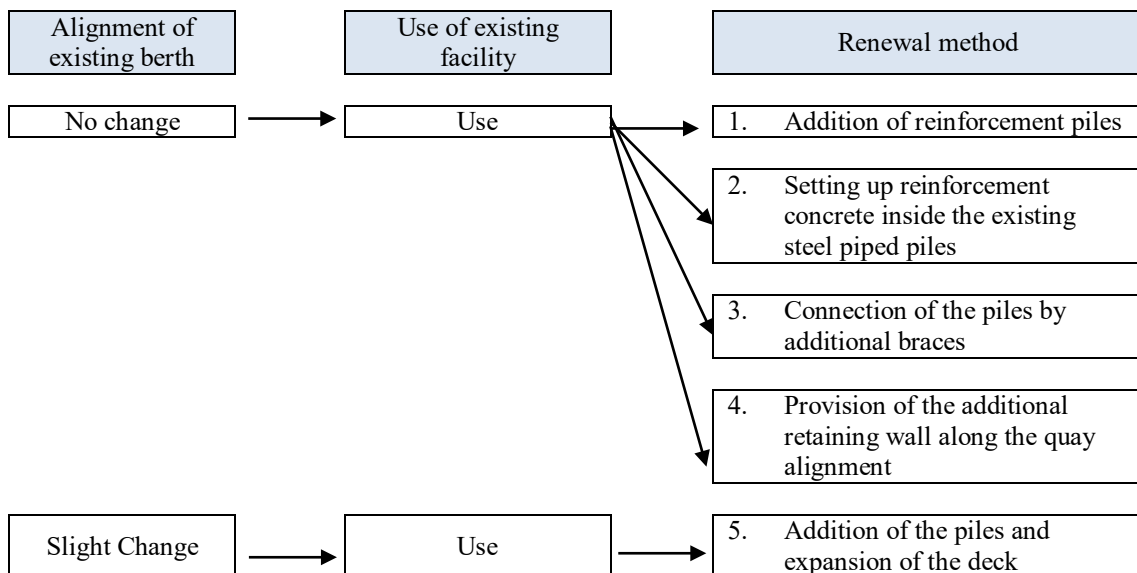 Alignment of
existing berth
Use of existing
facility
Renewal method
No change
Use
1. Addition of reinforcement piles
2. Setting up reinforcement
concrete inside the existing
steel piped piles
3. Connection of the piles by
additional braces
4. Provision of the additional
retaining wall along the quay
alignment
Slight Change
Use
5. Addition of the piles and
expansion of the deck